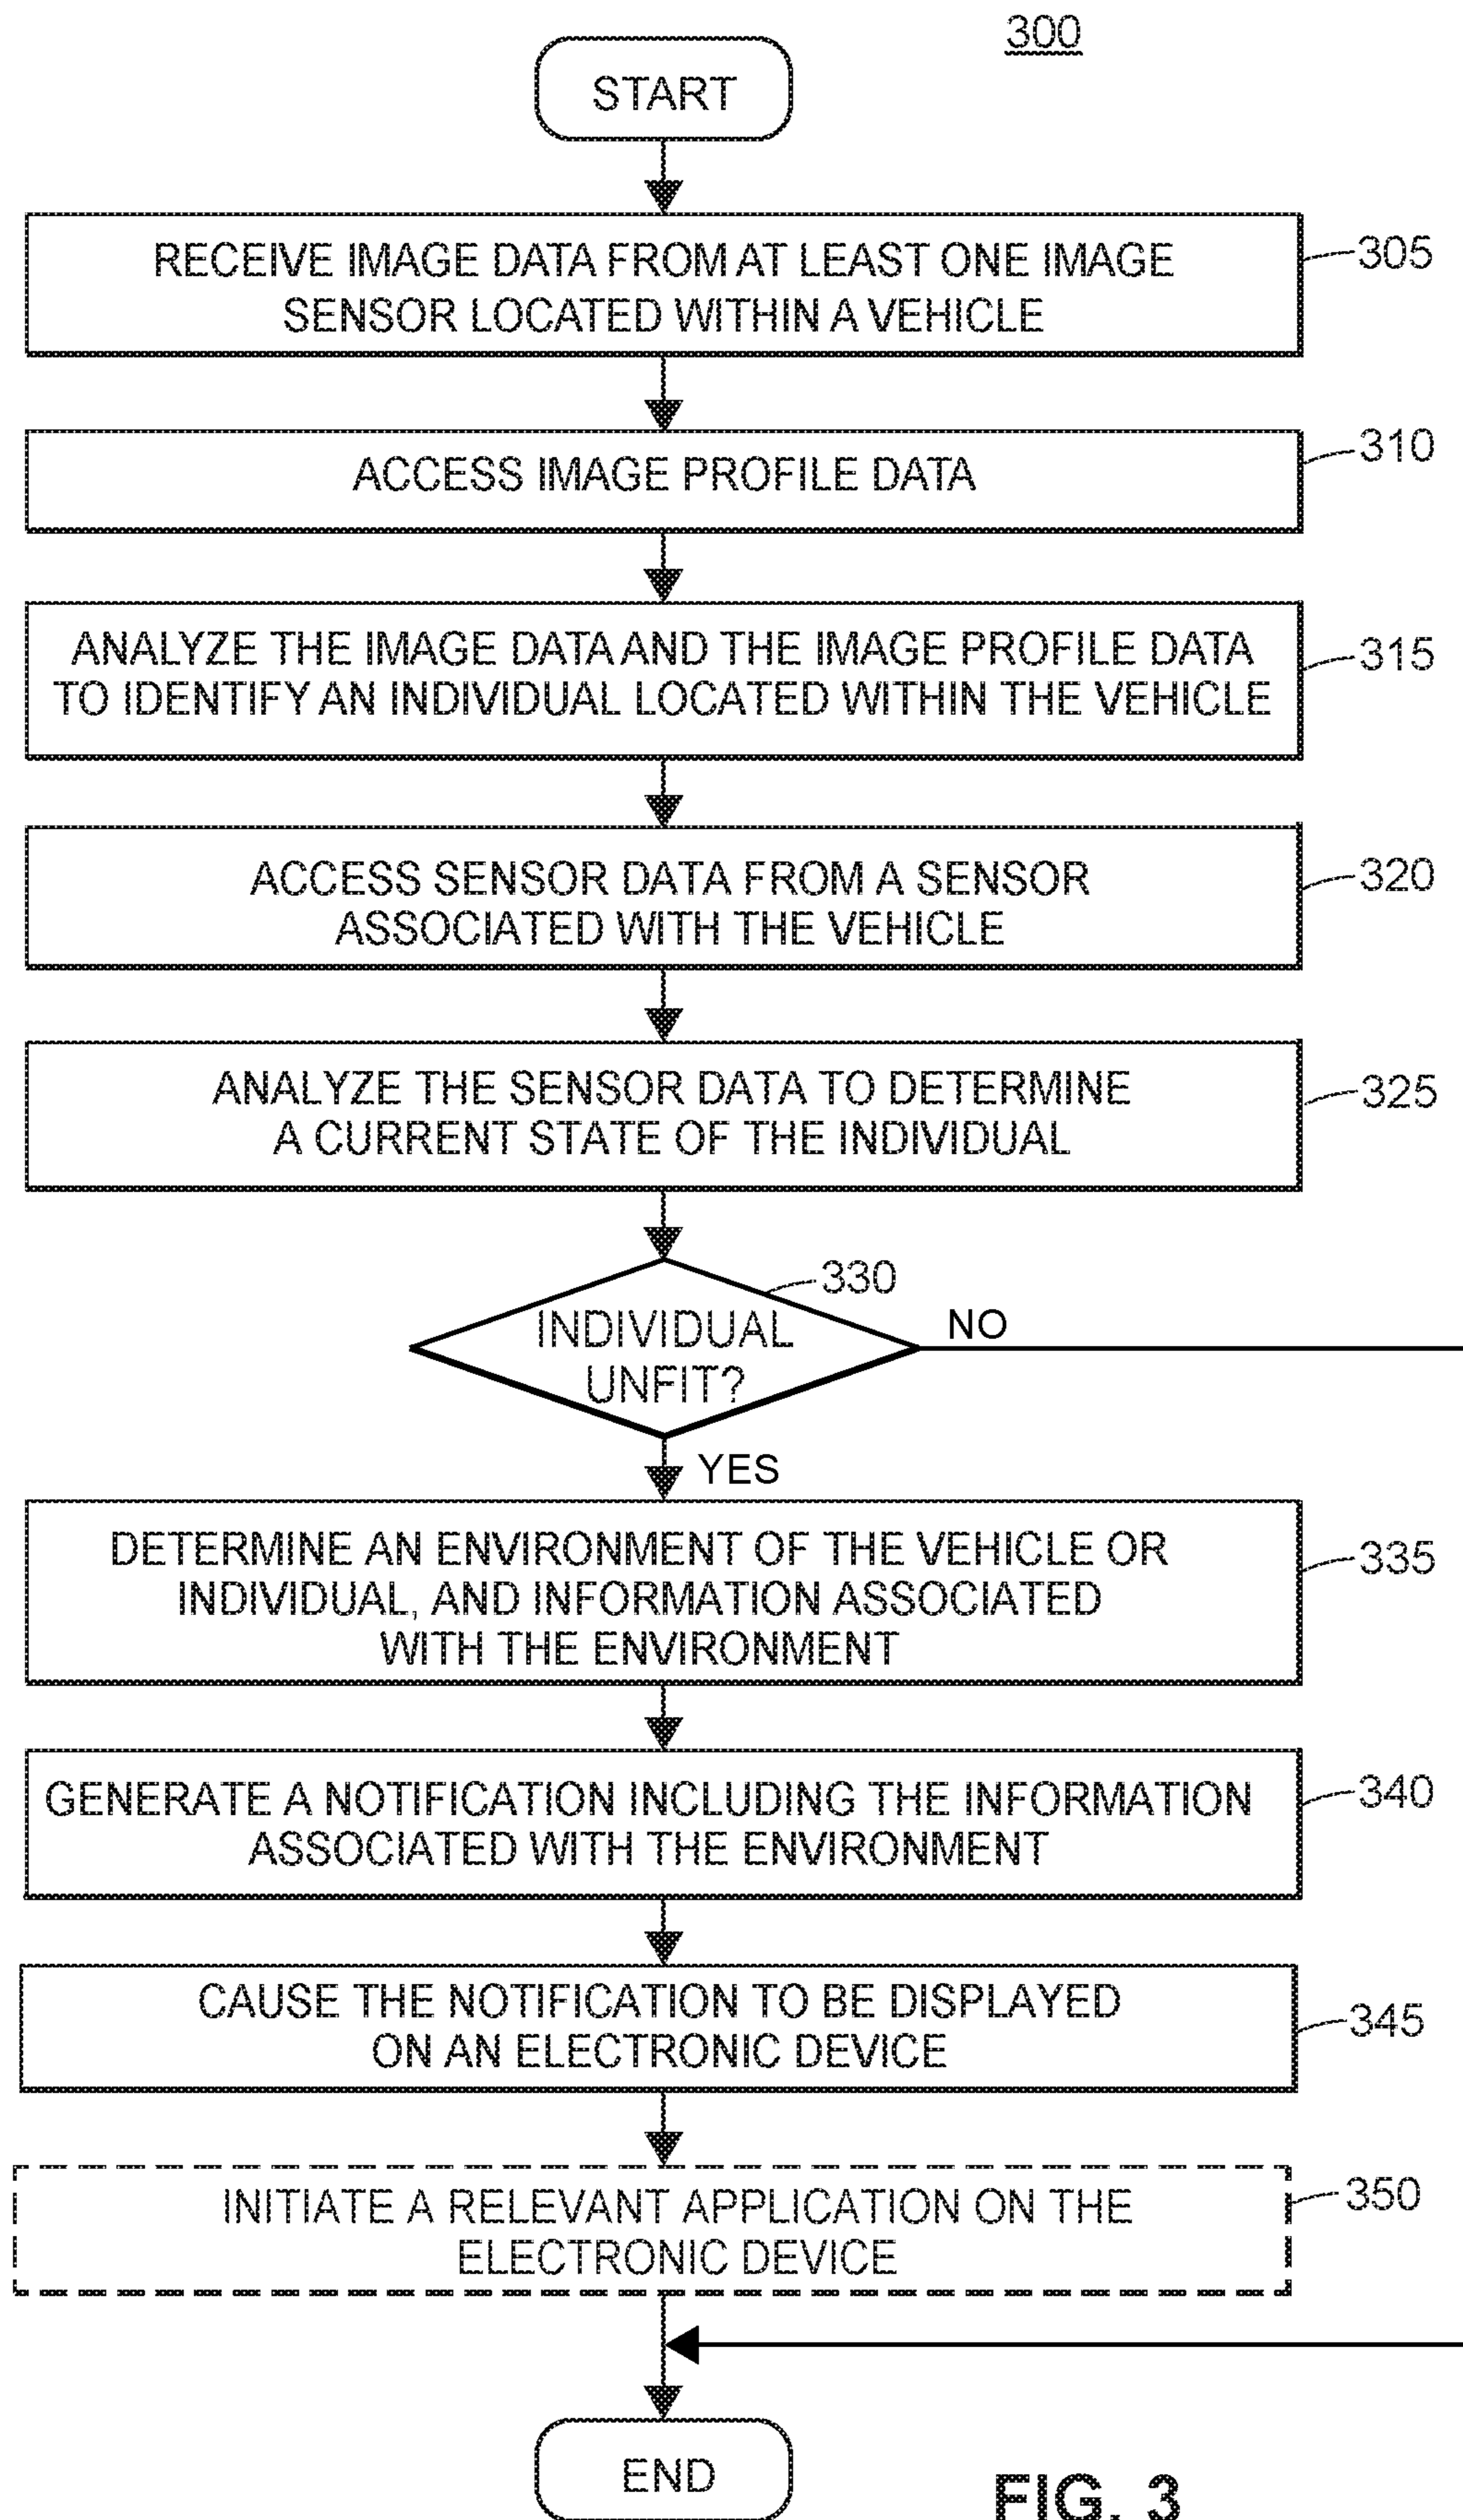 300
START
RECEIVE IMAGE DATA FROM AT LEAST ONE IMAGE
SENSOR LOCATED WITHIN A VEHICLE
305
ACCESS IMAGE PROFILE DATA
310
ANALYZE THE IMAGE DATA AND THE IMAGE PROFILE DATA
TO IDENTIFY AN INDIVIDUAL LOCATED WITHIN THE VEHICLE
315
ACCESS SENSOR DATA FROM A SENSOR
ASSOCIATED WITH THE VEHICLE
320
ANALYZE THE SENSOR DATA TO DETERMINE
A CURRENT STATE OF THE INDIVIDUAL
325
330
INDIVIDUAL
UNFIT?
NO
YES
DETERMINE AN ENVIRONMENT OF THE VEHICLE OR
INDIVIDUAL, AND INFORMATION ASSOCIATED
WITH THE ENVIRONMENT
335
GENERATE A NOTIFICATION INCLUDING THE INFORMATION
ASSOCIATED WITH THE ENVIRONMENT
340
CAUSE THE NOTIFICATION TO BE DISPLAYED
ON AN ELECTRONIC DEVICE
345
INITIATE A RELEVANT APPLICATION ON THE
ELECTRONIC DEVICE
350
END
FIG. 3